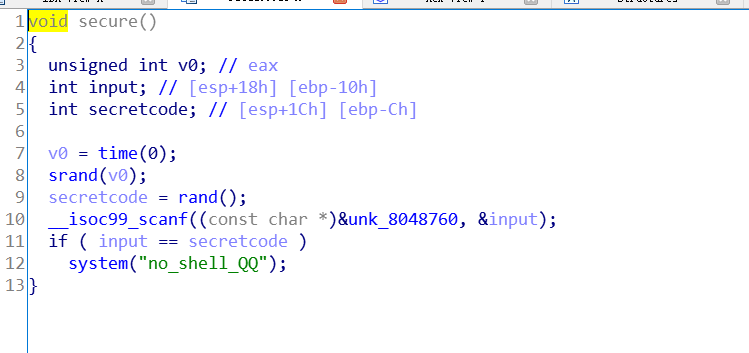 1 void secure()
2 {
3   unsigned int v0; // eax
4   int input; // [esp+18h] [ebp-10h]
5   int secretcode; // [esp+1Ch] [ebp-Ch]
6
7   v0 = time(0);
8   srand(v0);
9   secretcode = rand();
10   __isoc99_scanf((const char *)&unk_8048760, &input);
11   if ( input == secretcode )
12     system("no_shell_QQ");
13 }